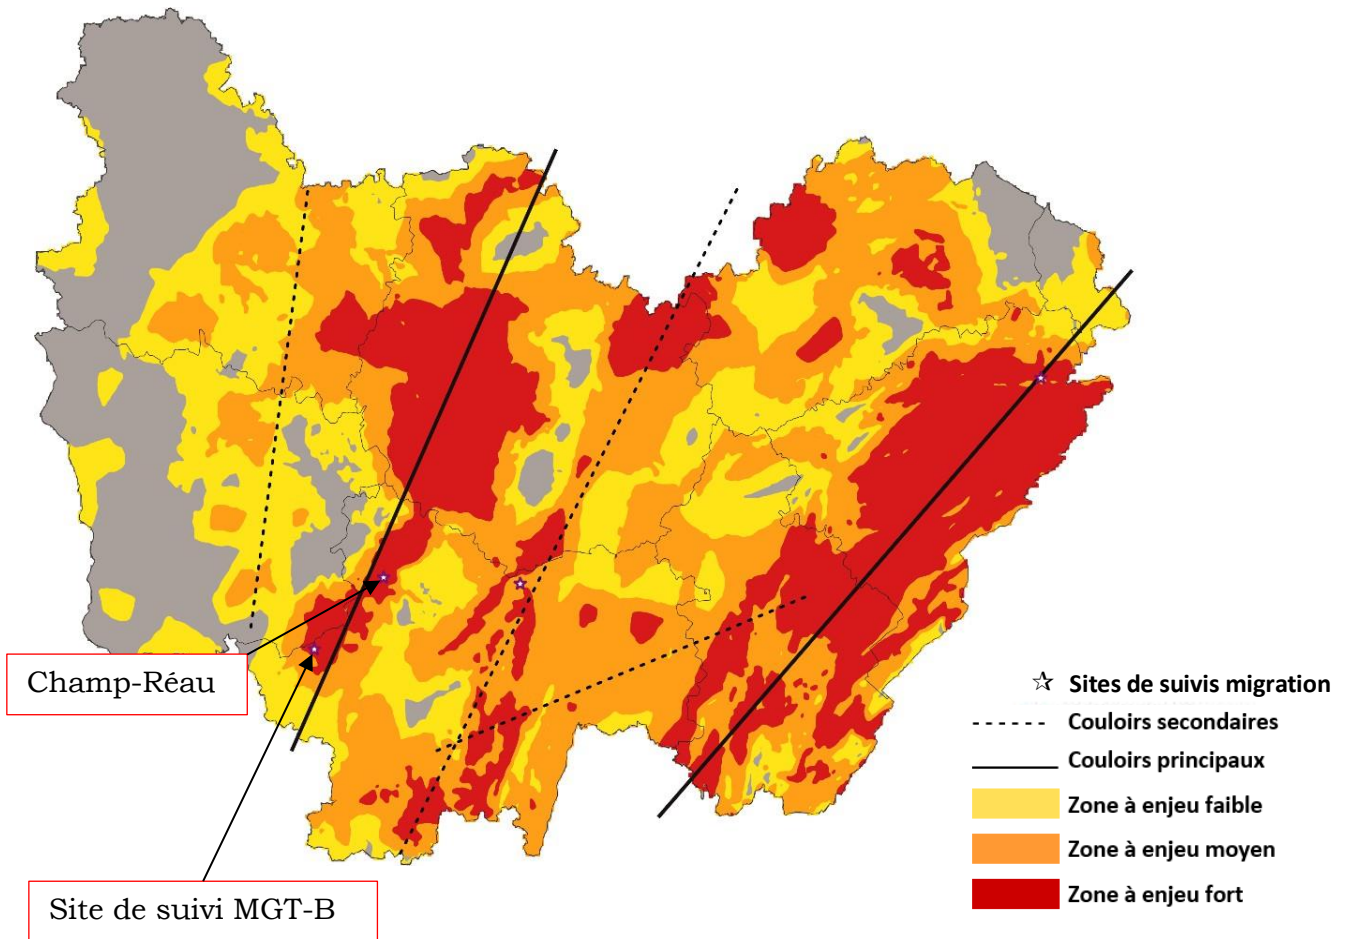 Champ-Réau
Site de suivi MGT-B
Sites de suivis migration
Couloirs secondaires
Couloirs principaux
Zone à enjeu faible
Zone à enjeu moyen
Zone à enjeu fort